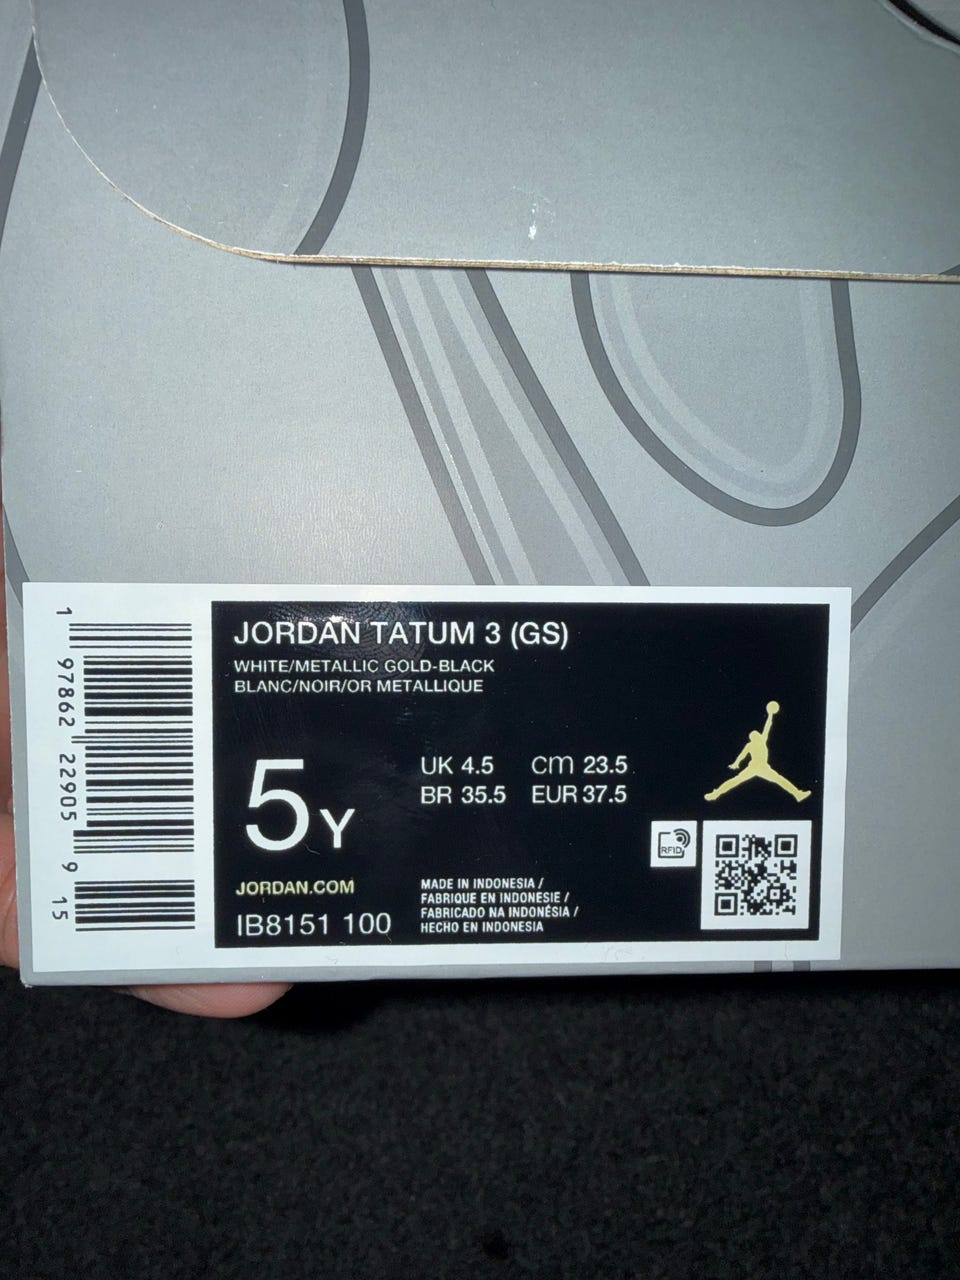 JORDAN TATUM 3 (GS)
WHITE/METALLIC GOLD-BLACK
BLANC/NOIR/OR METALLIQUE
5Y
UK 4.5 cm 23.5
BR 35.5 EUR 37.5
RFID
JORDAN.COM
IB8151 100
MADE IN INDONESIA /
FABRIQUE EN INDONESIE /
FABRICADO NA INDONÉSIA /
HECHO EN INDONESIA
1 97862 22905 9 15